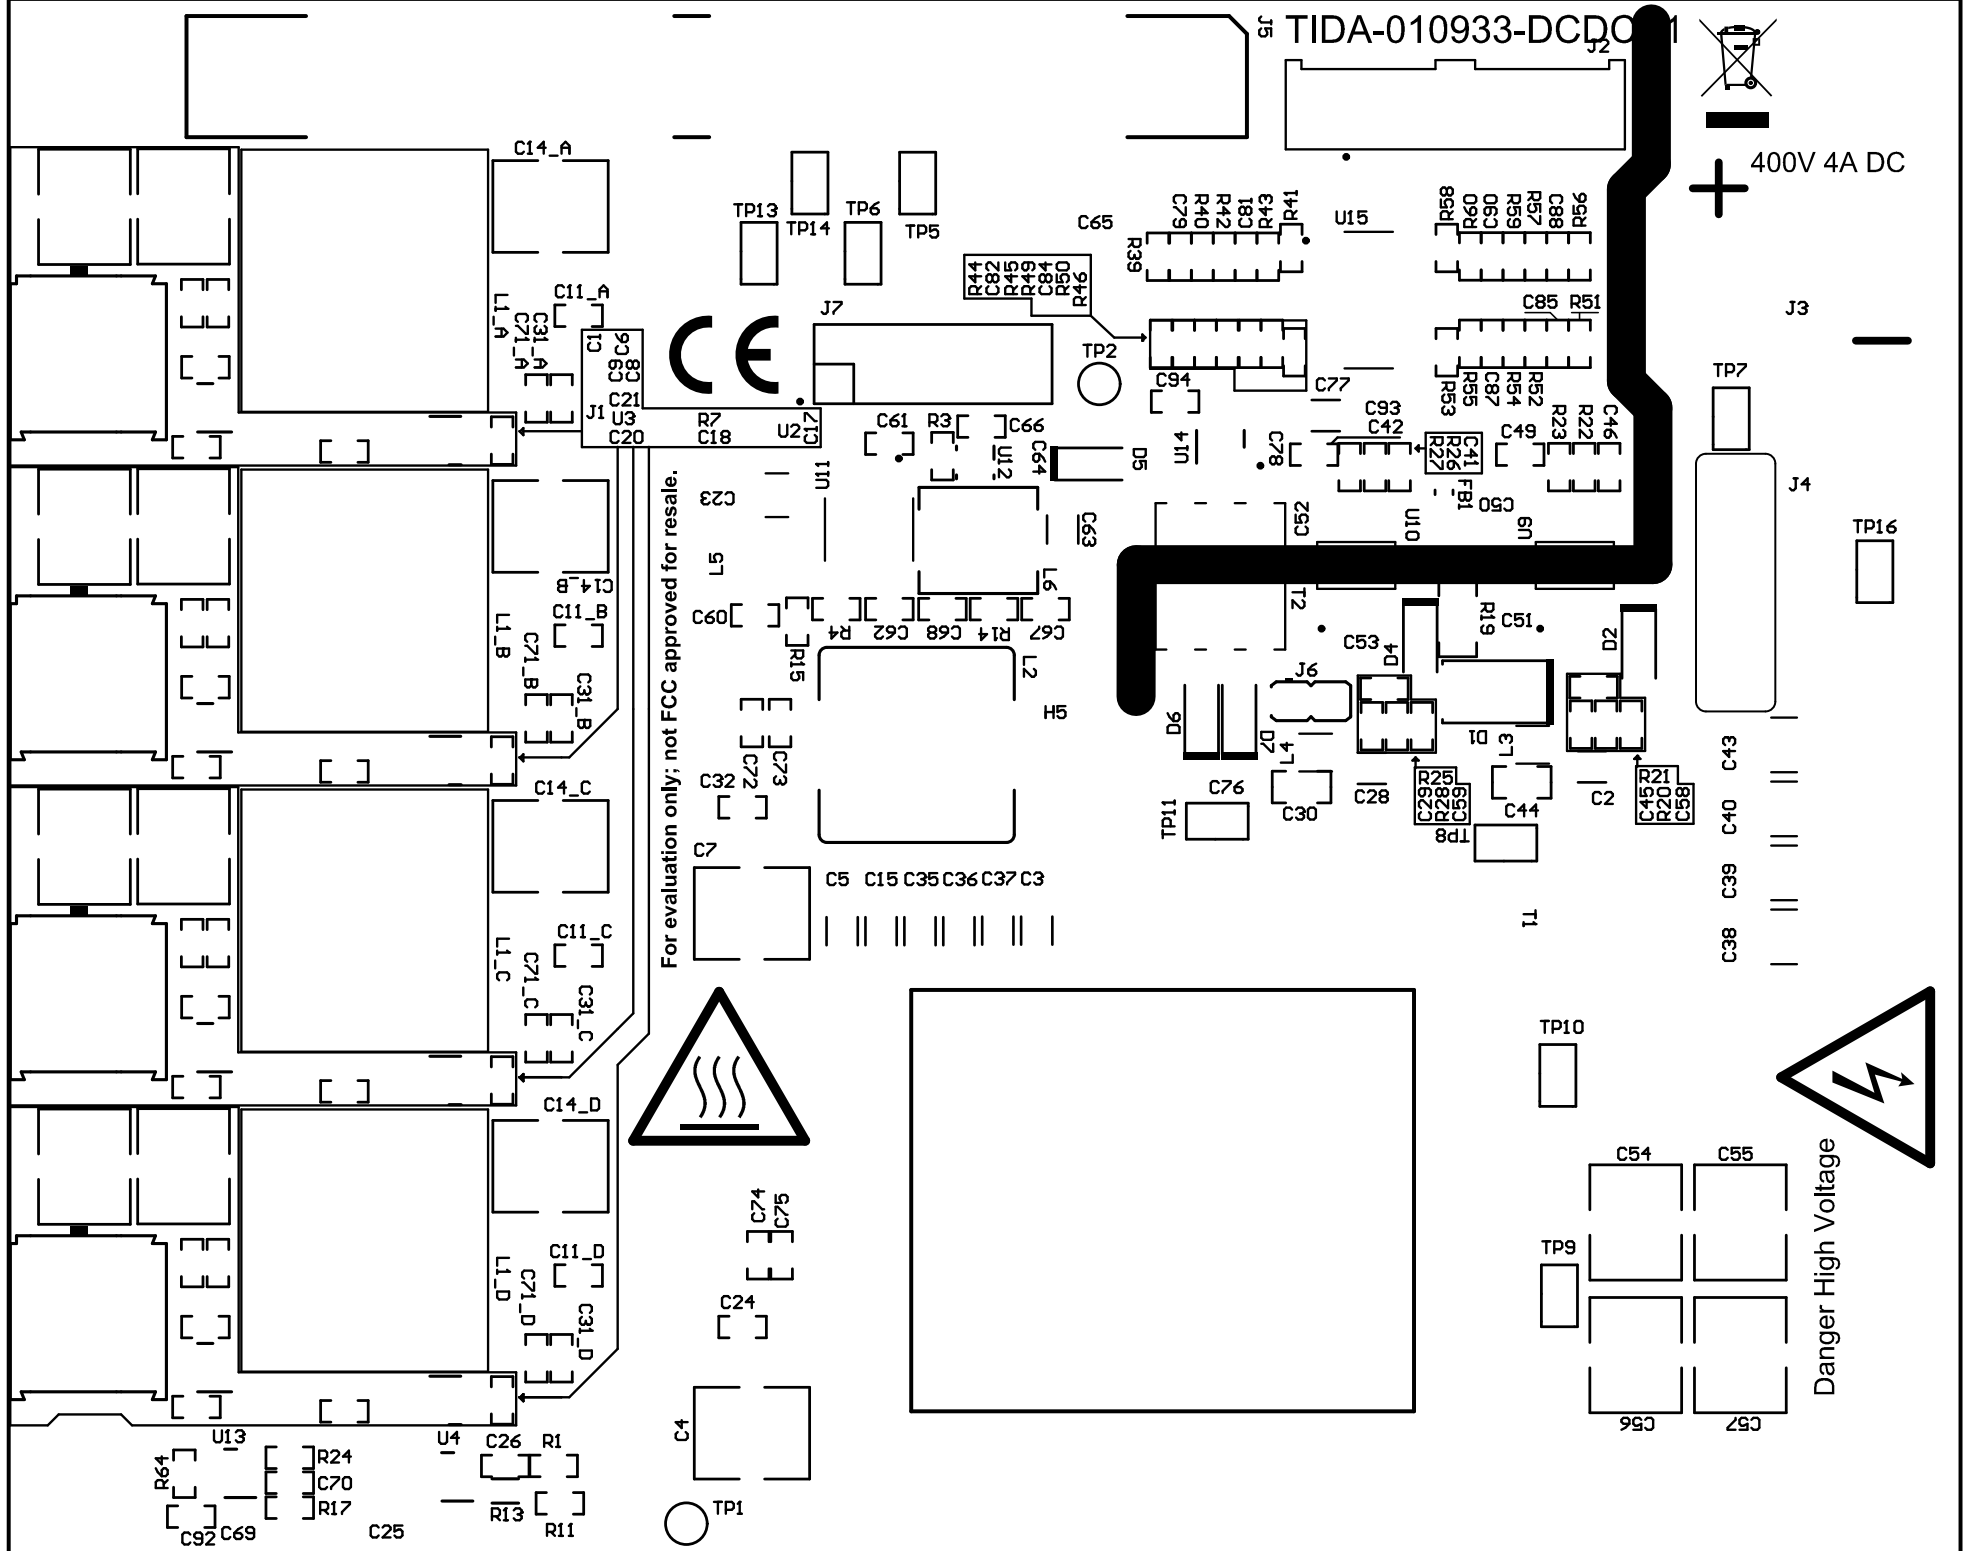 J5
TIDA-010933-DCDC
J2
400V 4A DC
C14_A
TP13
TP14
TP6
TP5
C65
C79
R40
R42
C81
R43
R41
U15
R58
R60
C90
R59
R57
C88
R56
R39
R44
C82
R45
R49
C84
R50
R46
C85
R51
J3
C11_A
L1_A
C71_A
C31_A
C1
C6
C9
C8
C21
J1
U3
R7
C20
C18
U2
C17
J7
TP2
C94
C77
R53
R55
C87
R54
R52
TP7
C61
R3
C66
U12
C64
D5
U14
C78
C93
C42
R27
R26
C41
C49
R23
R22
C46
J4
C23
U11
FB1
C50
TP16
L5
C63
C52
U10
U9
L6
T2
C14_B
C11_B
L1_B
C71_B
C31_B
For evaluation only; not FCC approved for resale.
C60
R4
C62
C68
R14
C67
R15
L2
H5
C53
D4
R19
C51
D2
J6
D6
D7
L4
D1
L3
C43
C72
C73
C32
C76
TP11
C30
C28
R25
C29
R28
C59
C44
TP8
C2
R21
C45
R20
C58
C40
C14_C
C7
C5
C15
C35
C36
C37
C3
C39
T1
C38
C11_C
L1_C
C71_C
C31_C
TP10
C14_D
C54
C55
Danger High Voltage
C74
C75
TP9
C11_D
L1_D
C71_D
C31_D
C24
C56
C57
C4
U13
U4
C26
R1
R64
R24
C70
R17
R13
R11
C92
C69
C25
TP1